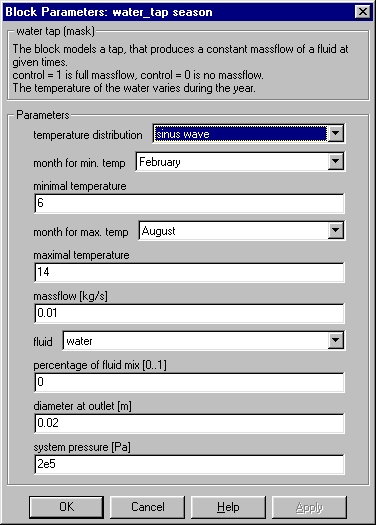 Block Parameters: water_tap season
water tap (mask)
The block models a tap, that produces a constant massflow of a fluid at
given times.
control = 1 is full massflow, control = 0 is no massflow.
The temperature of the water varies during the year.
Parameters
temperature distribution sinus wave
month for min. temp February
minimal temperature
6
month for max. temp August
maximal temperature
14
massflow [kg/s]
0.01
fluid water
percentage of fluid mix [0..1]
0
diameter at outlet [m]
0.02
system pressure [Pa]
2e5
OK Cancel Help Apply